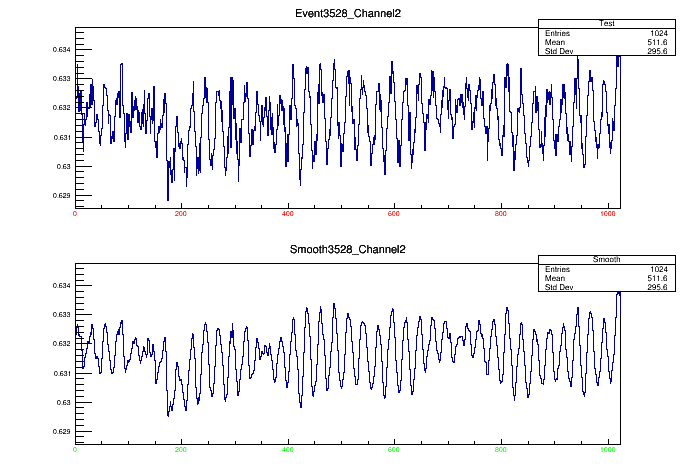 Event3528_Channel2
Test
Entries 1024
Mean 511.6
Std Dev 295.6
0.634
0.633
0.632
0.631
0.63
0.629
0 200 400 600 800 1000
Smooth3528_Channel2
Smooth
Entries 1024
Mean 511.6
Std Dev 295.6
0.634
0.633
0.632
0.631
0.63
0.629
0 200 400 600 800 1000